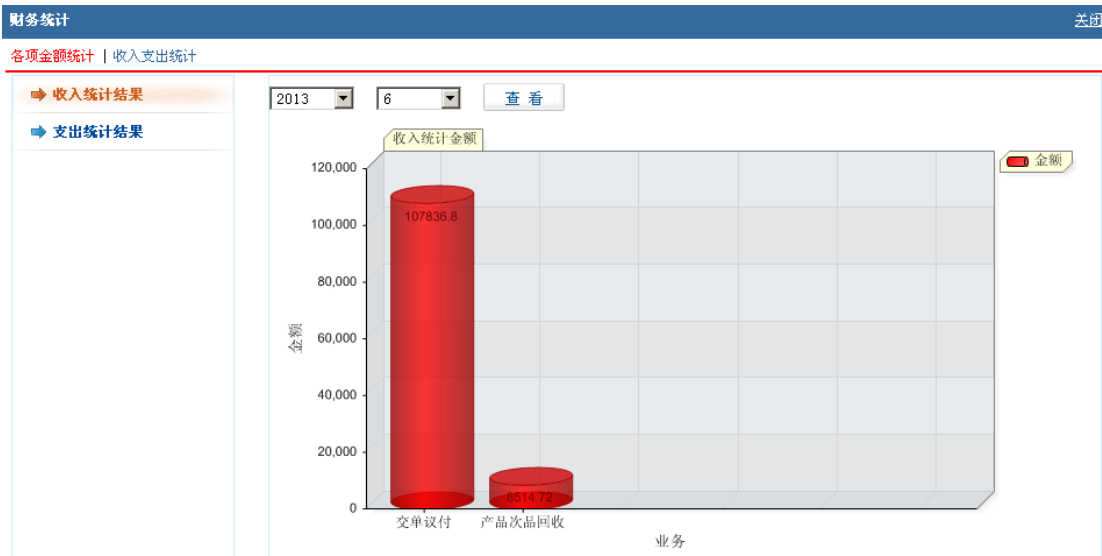 财务统计 关闭
各项金额统计 | 收入支出统计
收入统计结果
支出统计结果
2013 6 查 看
收入统计金额
金额
120,000
100,000
80,000
60,000
40,000
20,000
0
金额
107836.8
8514.72
交单议付 产品次品回收
业务